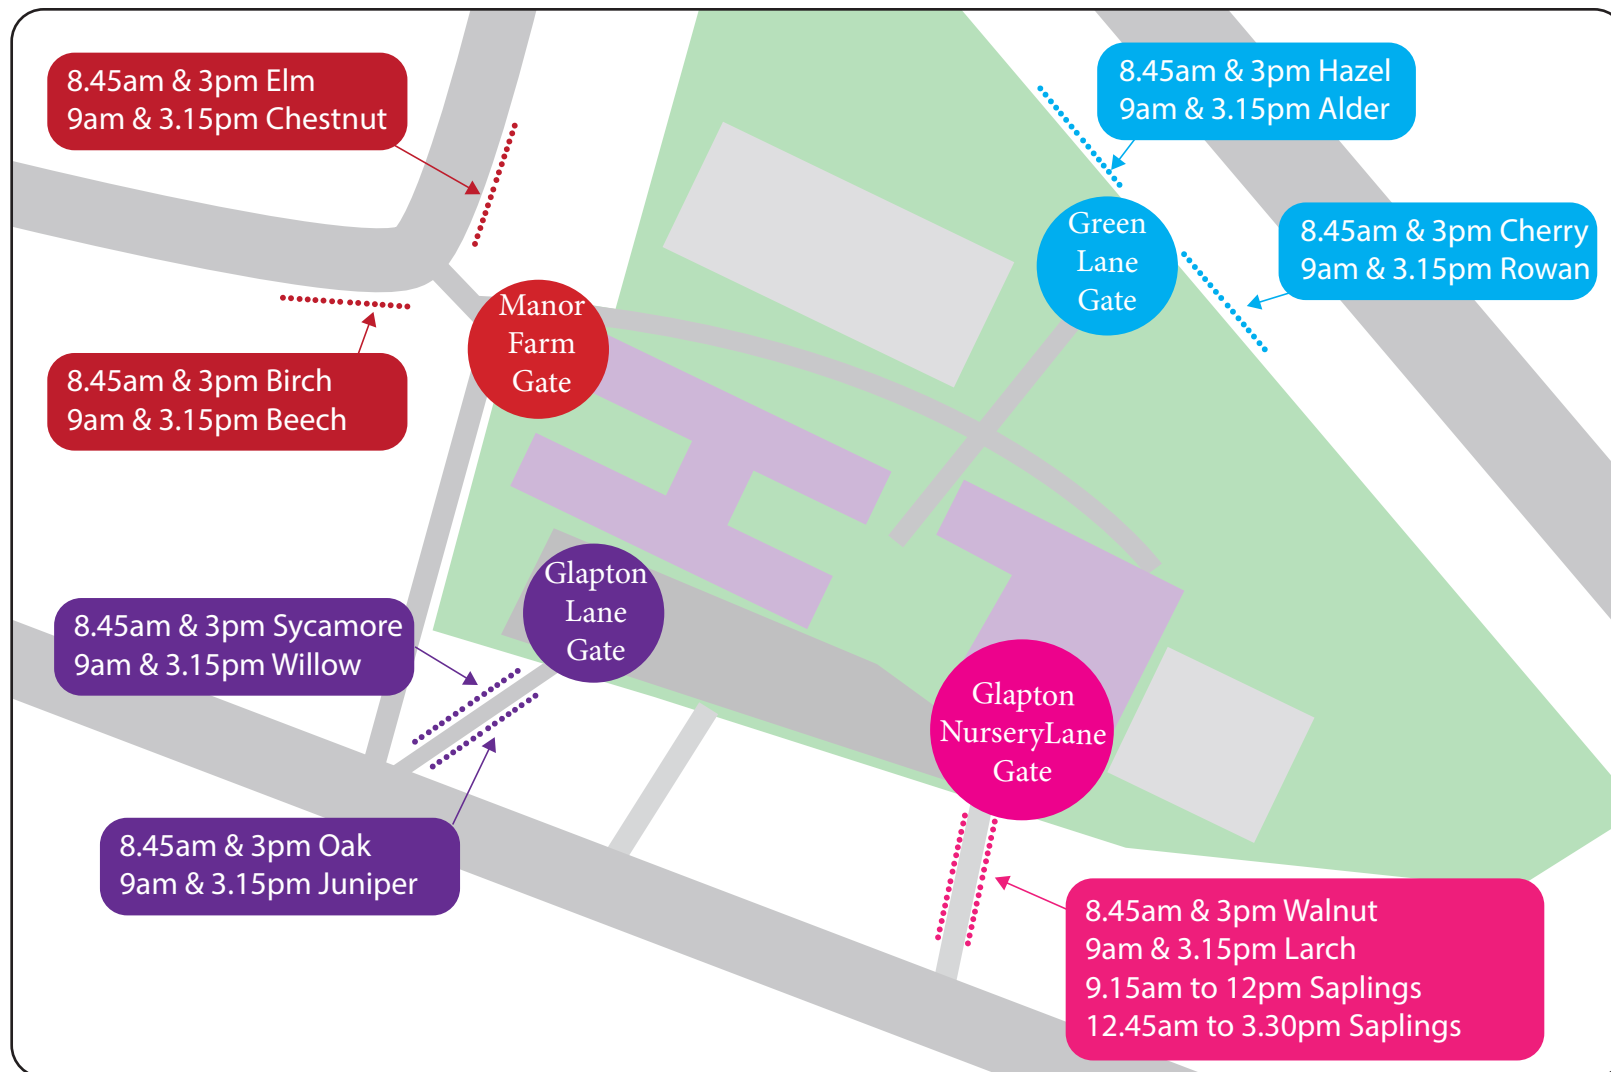 8.45am & 3pm Elm
9am & 3.15pm Chestnut
8.45am & 3pm Hazel
9am & 3.15pm Alder
Green
Lane
Gate
8.45am & 3pm Cherry
9am & 3.15pm Rowan
Manor
Farm
Gate
8.45am & 3pm Birch
9am & 3.15pm Beech
Glapton
Lane
Gate
8.45am & 3pm Sycamore
9am & 3.15pm Willow
Glapton
NurseryLane
Gate
8.45am & 3pm Oak
9am & 3.15pm Juniper
8.45am & 3pm Walnut
9am & 3.15pm Larch
9.15am to 12pm Saplings
12.45am to 3.30pm Saplings